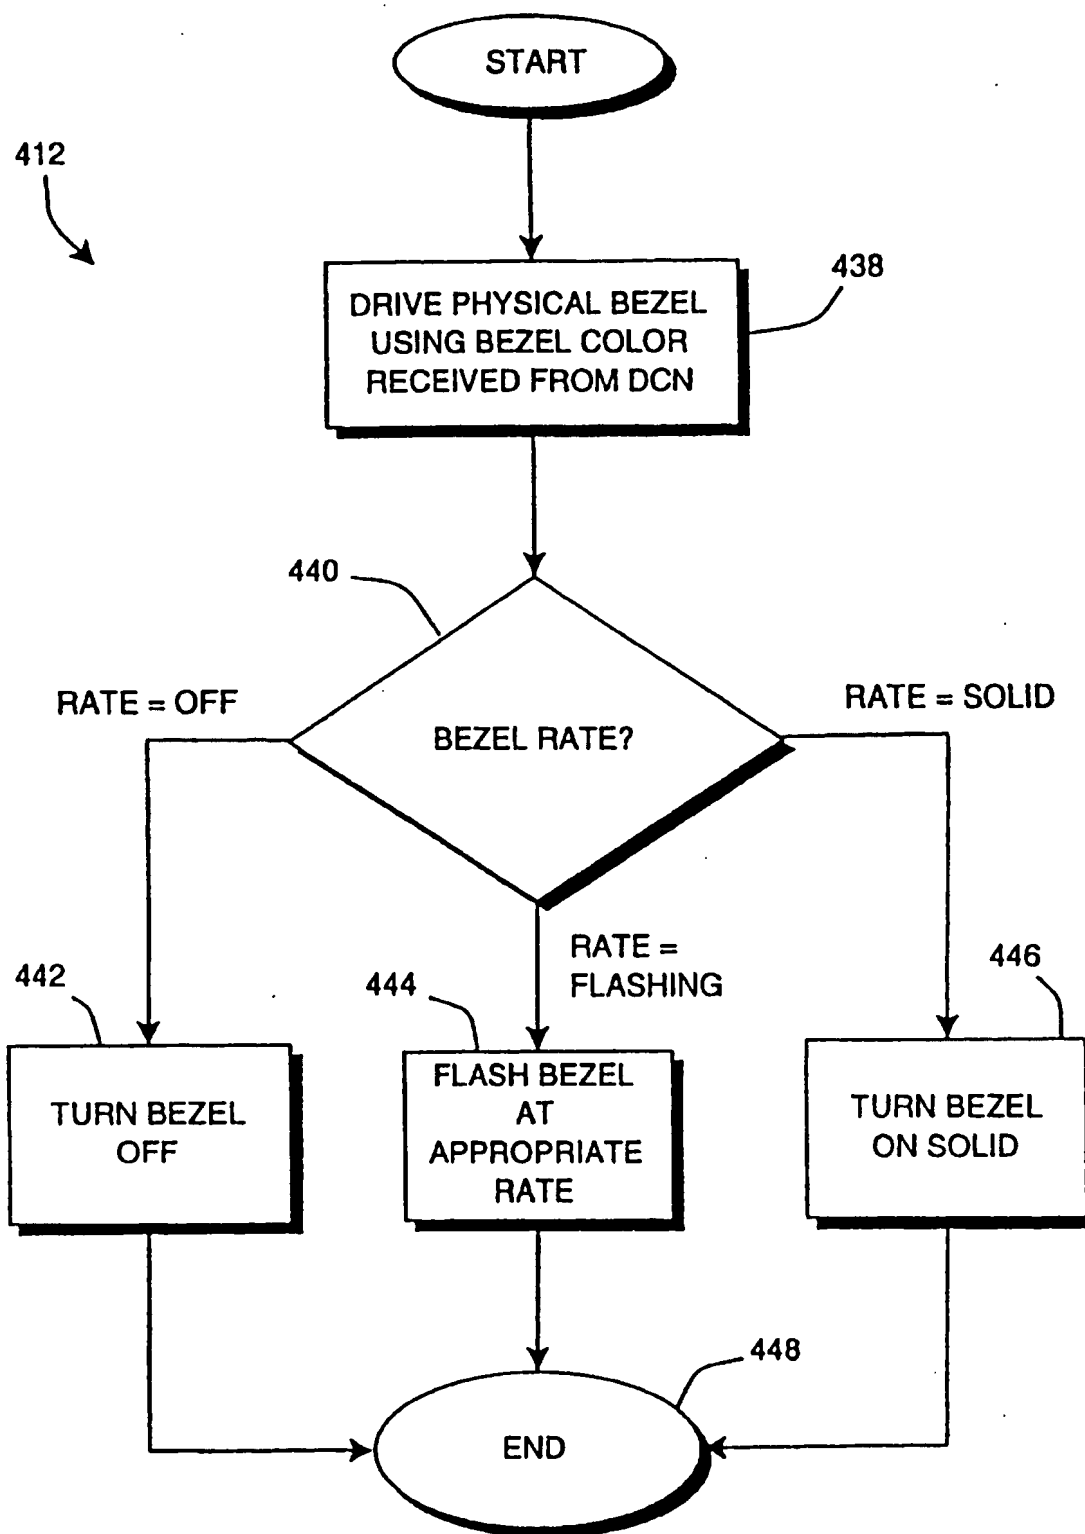 START
412
438
DRIVE PHYSICAL BEZEL
USING BEZEL COLOR
RECEIVED FROM DCN
440
RATE = OFF
BEZEL RATE?
RATE = SOLID
RATE =
FLASHING
442
444
446
TURN BEZEL
OFF
FLASH BEZEL
AT
APPROPRIATE
RATE
TURN BEZEL
ON SOLID
448
END